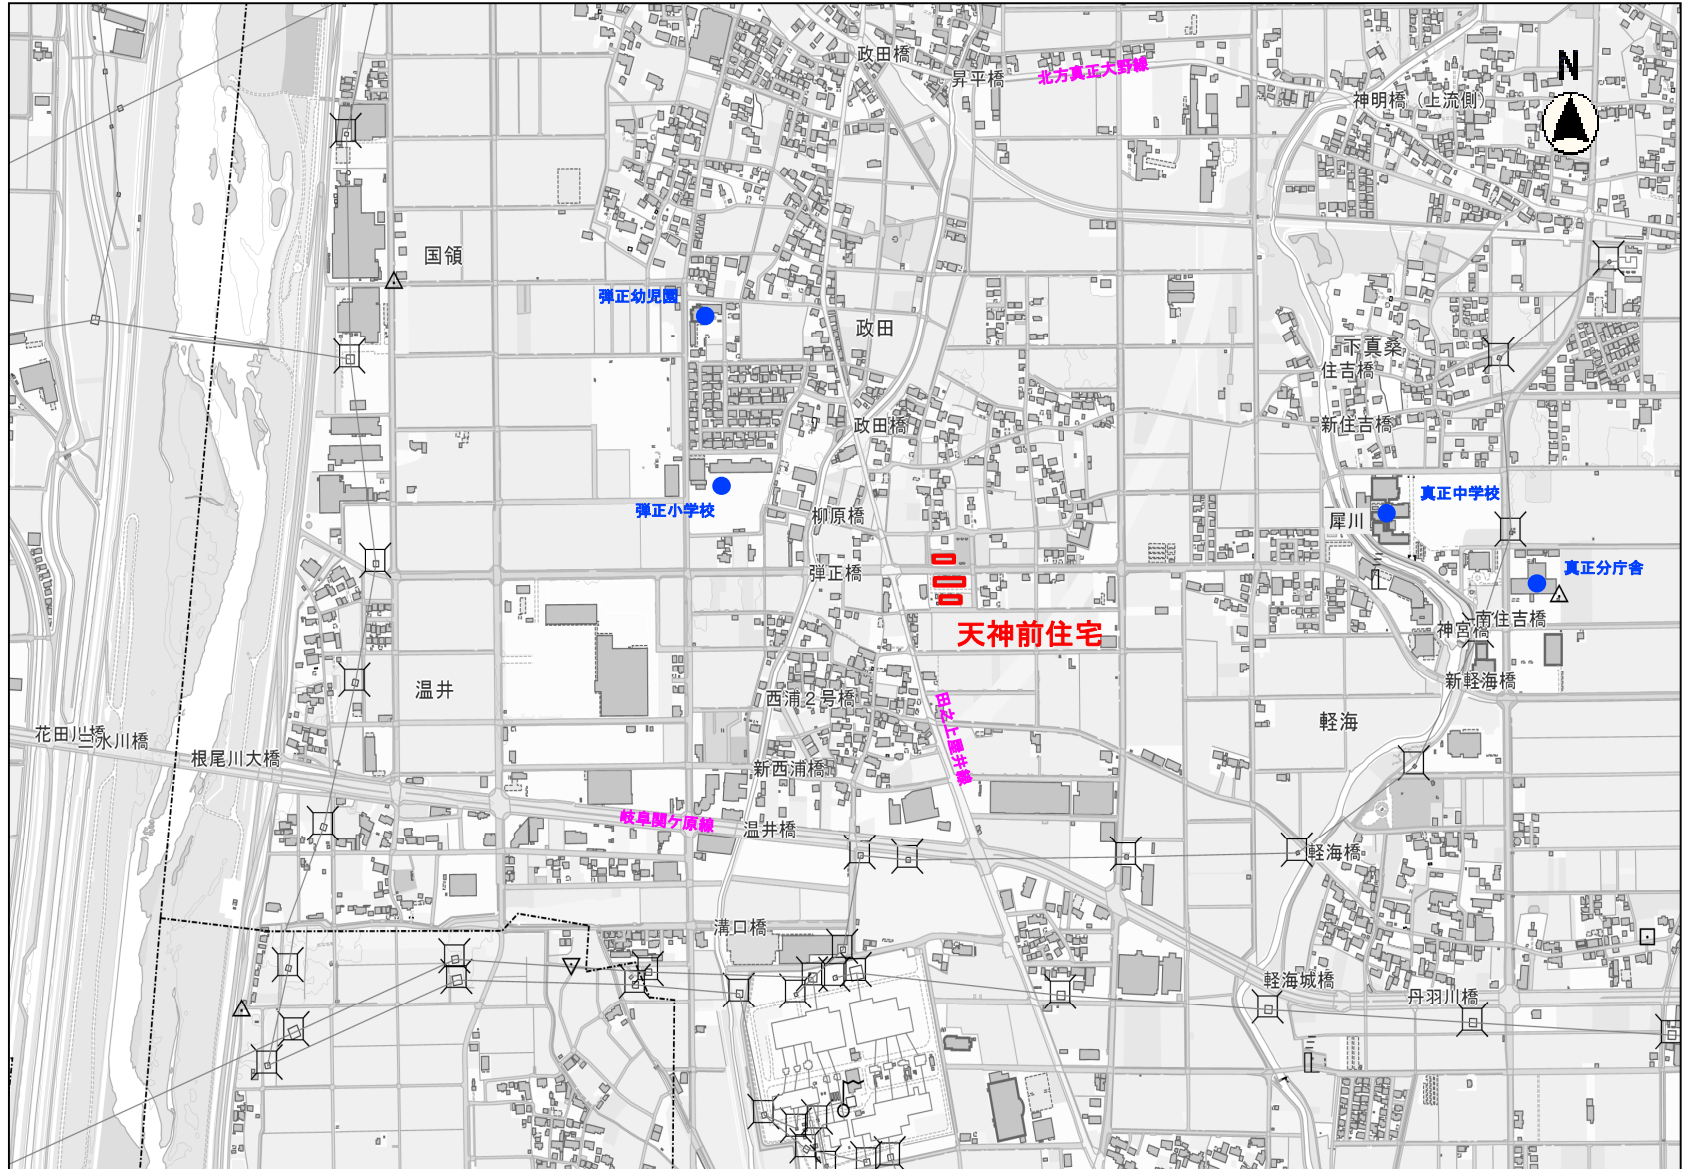 政田橋
昇平橋
北方真正大野線
神明橋（上流側）
N
国領
弾正幼児園
政田
下真桑
住吉橋
政田橋
新住吉橋
弾正小学校
真正中学校
柳原橋
犀川
弾正橋
真正分庁舎
南住吉橋
神宮橋
天神前住宅
温井
西浦２号橋
新軽海橋
田之上屋井線
軽海
花田川橋
三水川橋
根尾川大橋
新西浦橋
岐阜関ケ原線
温井橋
軽海橋
溝口橋
軽海城橋
丹羽川橋